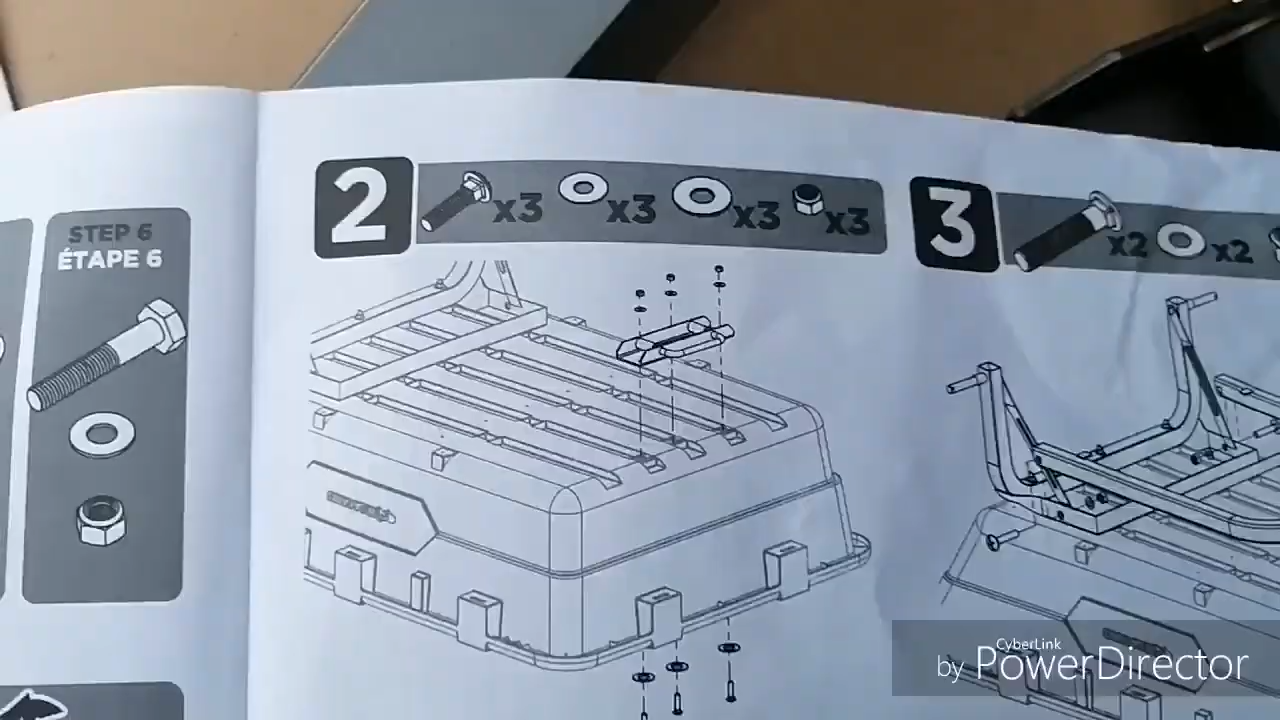 STEP 6
ÉTAPE 6
2
x3
x3
x3
x3
3
x2
x2
CyberLink
by PowerDirector